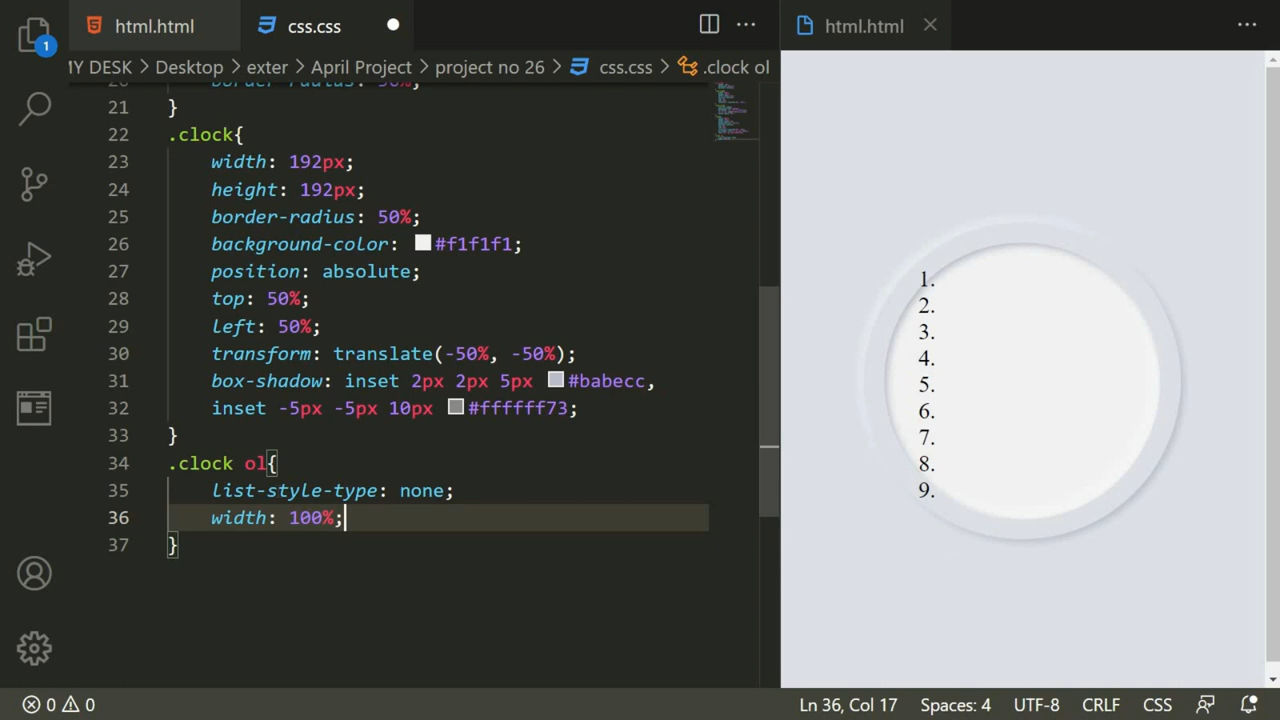 html.html
css.css
html.html
1
MY DESK > Desktop > exter > April Project > project no 26 > css.css > .clock ol
20 border-radius: 50%;
21 }
22 .clock{
23 width: 192px;
24 height: 192px;
25 border-radius: 50%;
26 background-color: #f1f1f1;
27 position: absolute;
28 top: 50%;
29 left: 50%;
30 transform: translate(-50%, -50%);
31 box-shadow: inset 2px 2px 5px #babecc,
32 inset -5px -5px 10px #ffffff73;
33 }
34 .clock ol{
35 list-style-type: none;
36 width: 100%;
37 }
1.
2.
3.
4.
5.
6.
7.
8.
9.
0 0
Ln 36, Col 17 Spaces: 4 UTF-8 CRLF CSS